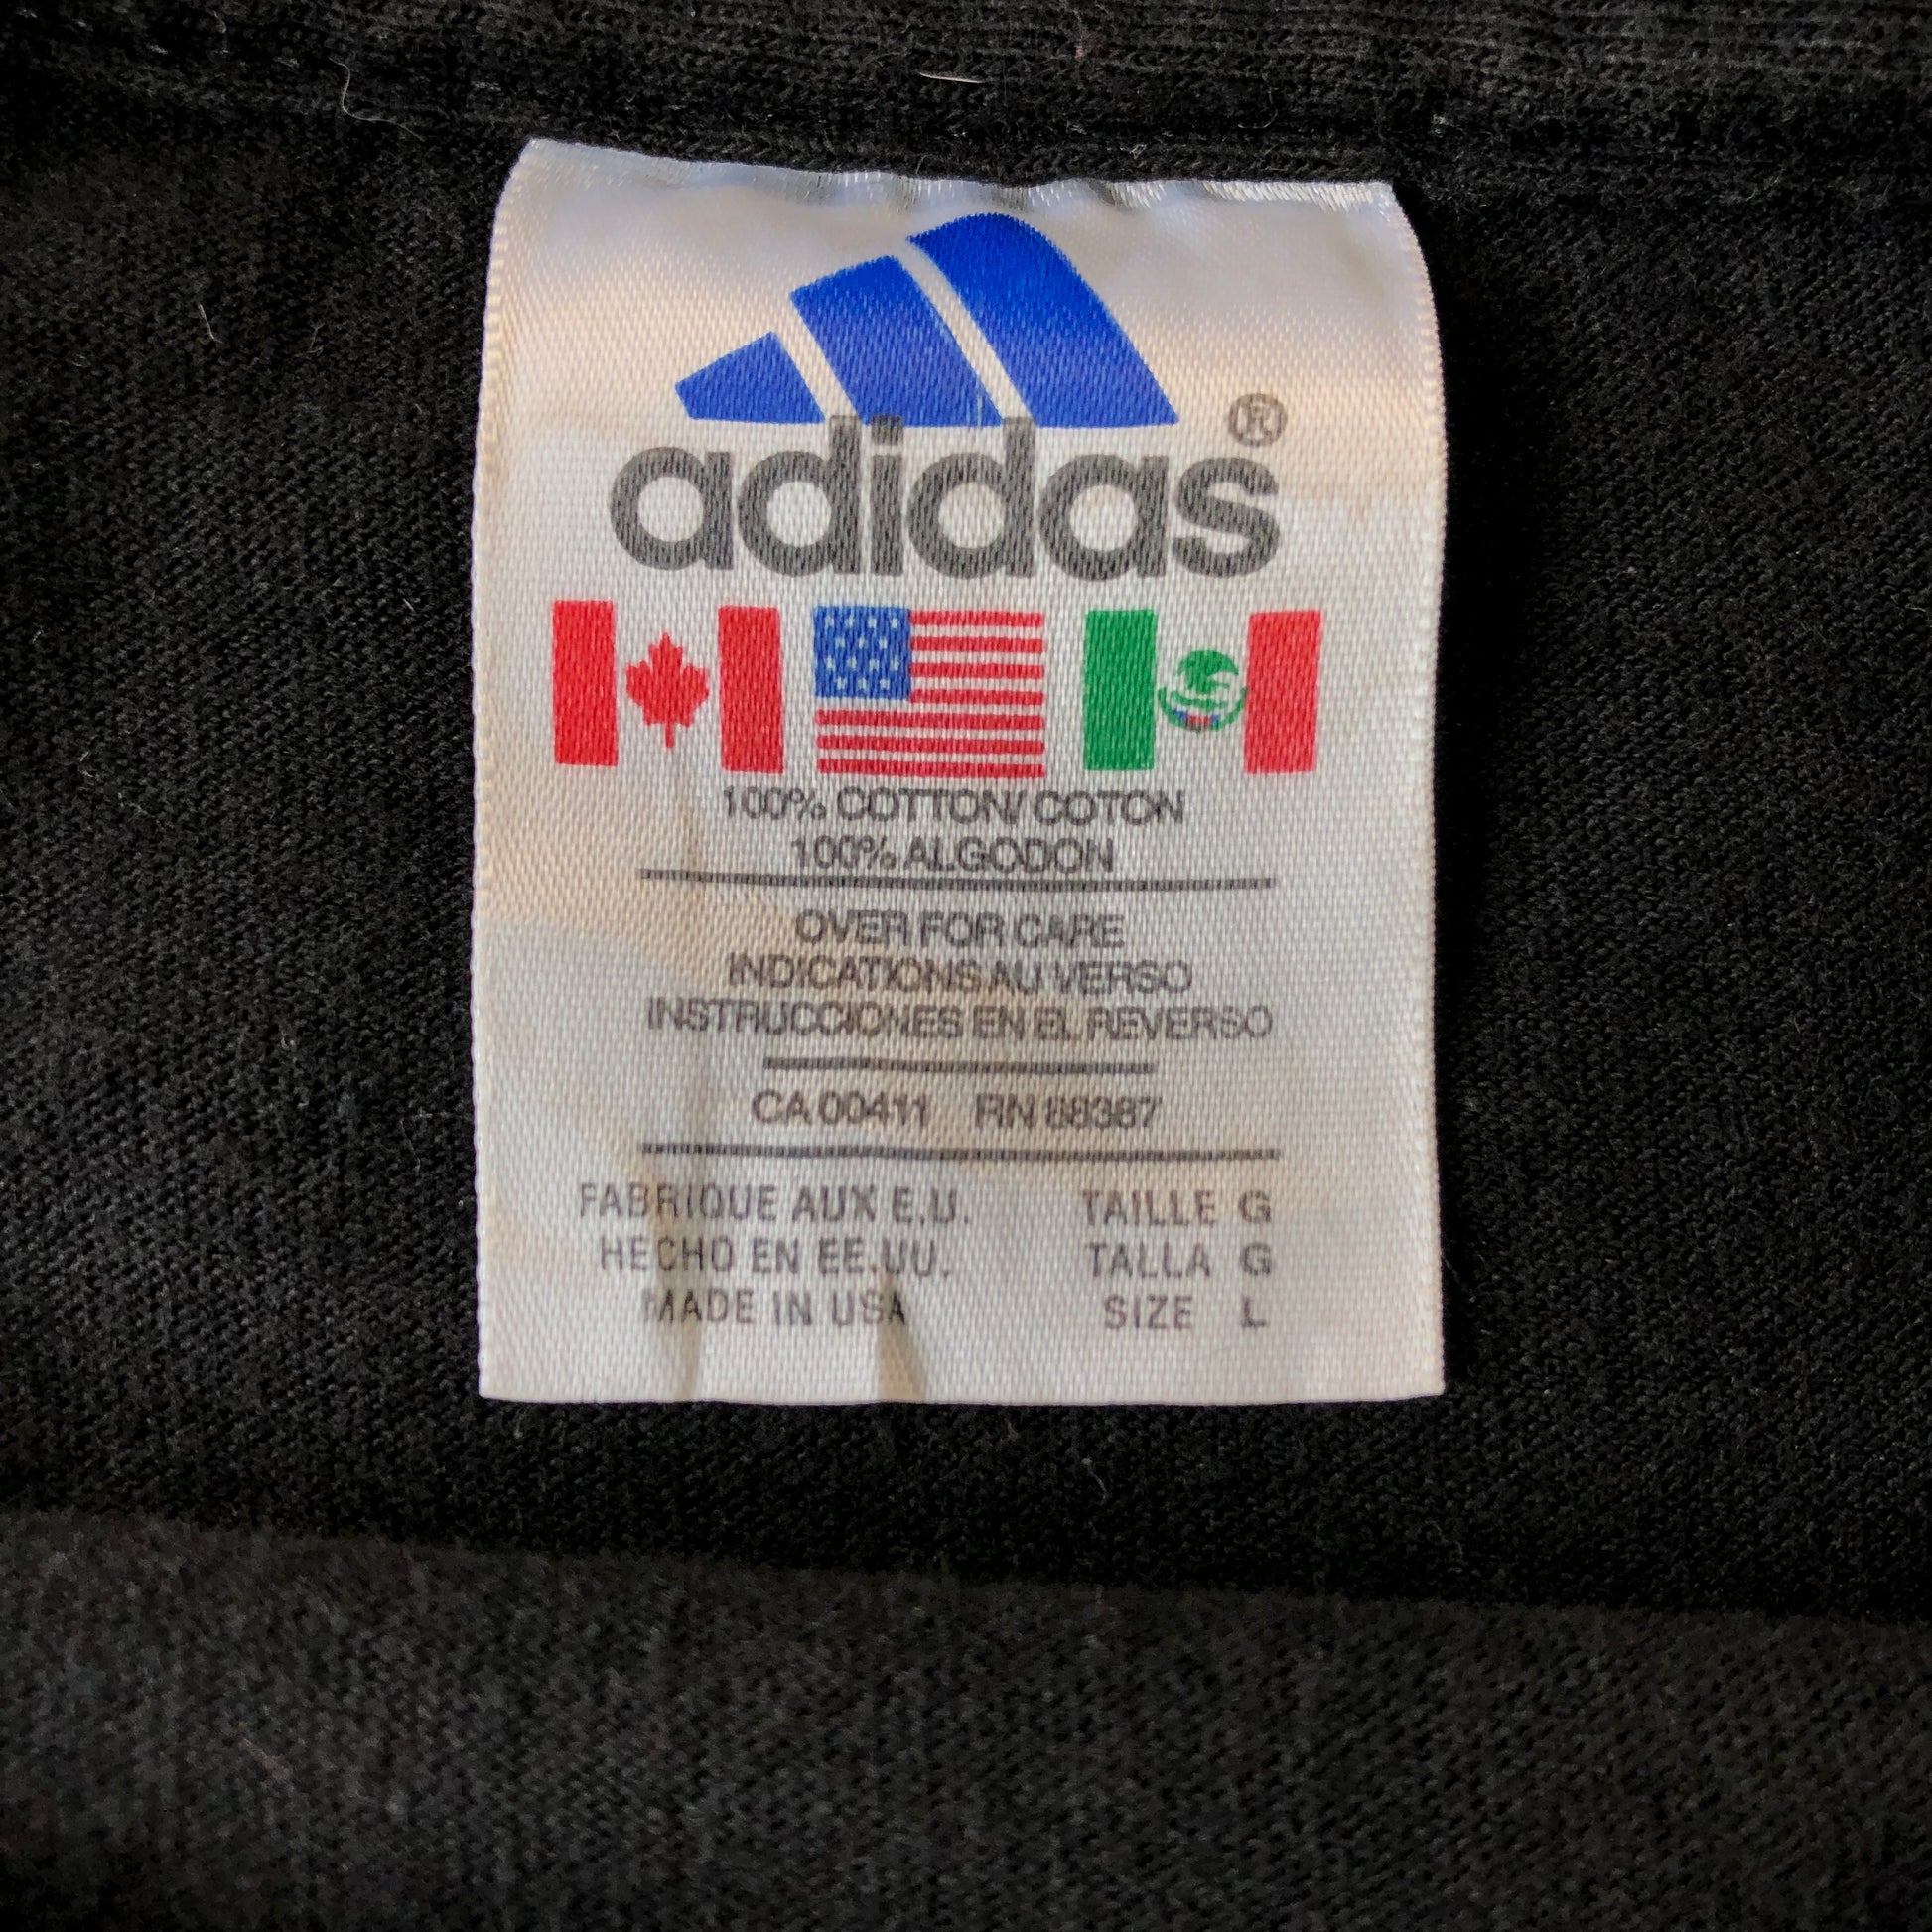 adidas®
100% COTTON/COTON
100% ALGODON
OVER FOR CARE
INDICATIONS AU VERSO
INSTRUCCIONES EN EL REVERSO
CA 00411 RN 88387
FABRIQUE AUX E.U. TAILLE G
HECHO EN EE.UU. TALLA G
MADE IN USA SIZE L